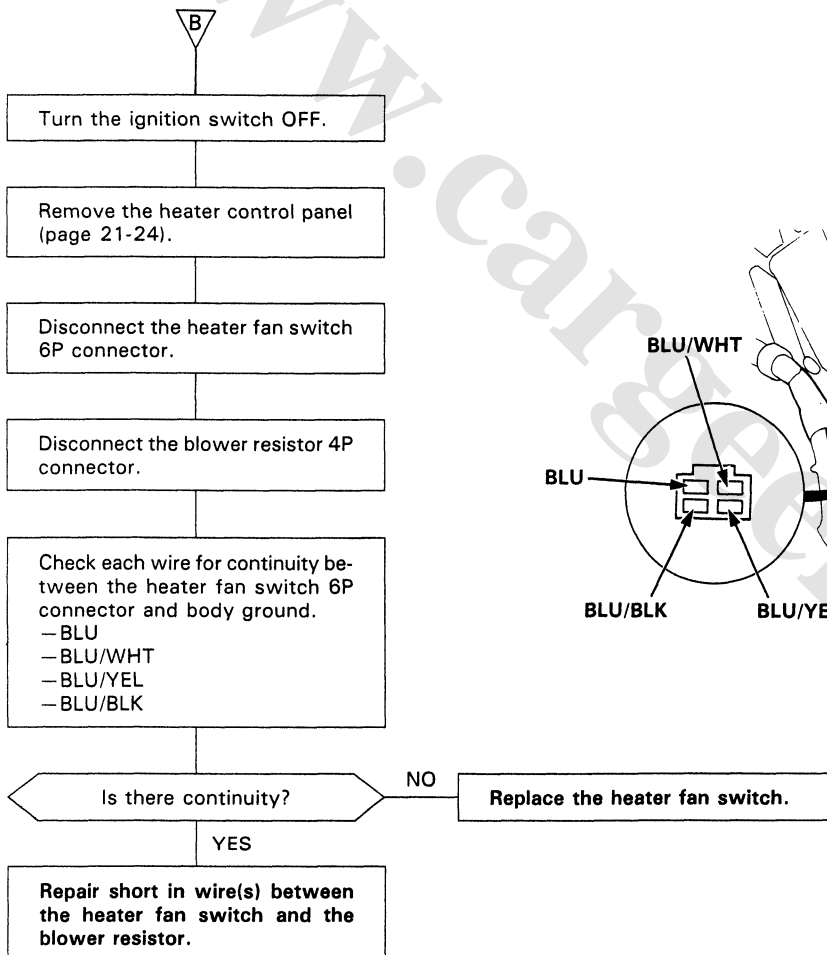 B
Turn the ignition switch OFF.
Remove the heater control panel
(page 21-24).
Disconnect the heater fan switch
6P connector.
Disconnect the blower resistor 4P
connector.
Check each wire for continuity be-
tween the heater fan switch 6P
connector and body ground.
—BLU
—BLU/WHT
—BLU/YEL
—BLU/BLK
Is there continuity?
NO
Replace the heater fan switch.
YES
Repair short in wire(s) between
the heater fan switch and the
blower resistor.
BLU/WHT
BLU
BLU/BLK
BLU/YE
w.cargee